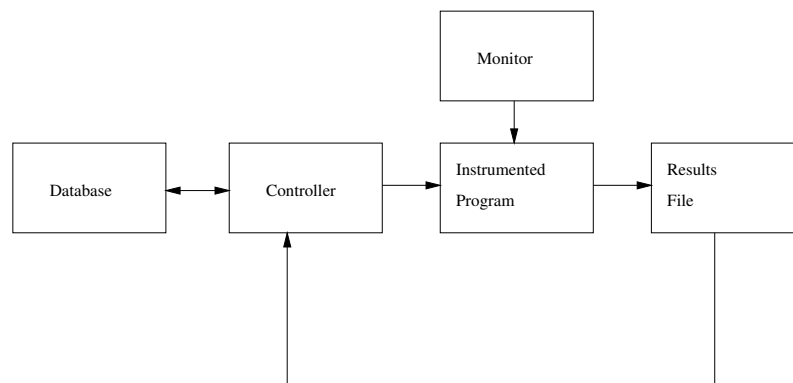 Monitor
Database
Controller
Instrumented
Program
Results
File